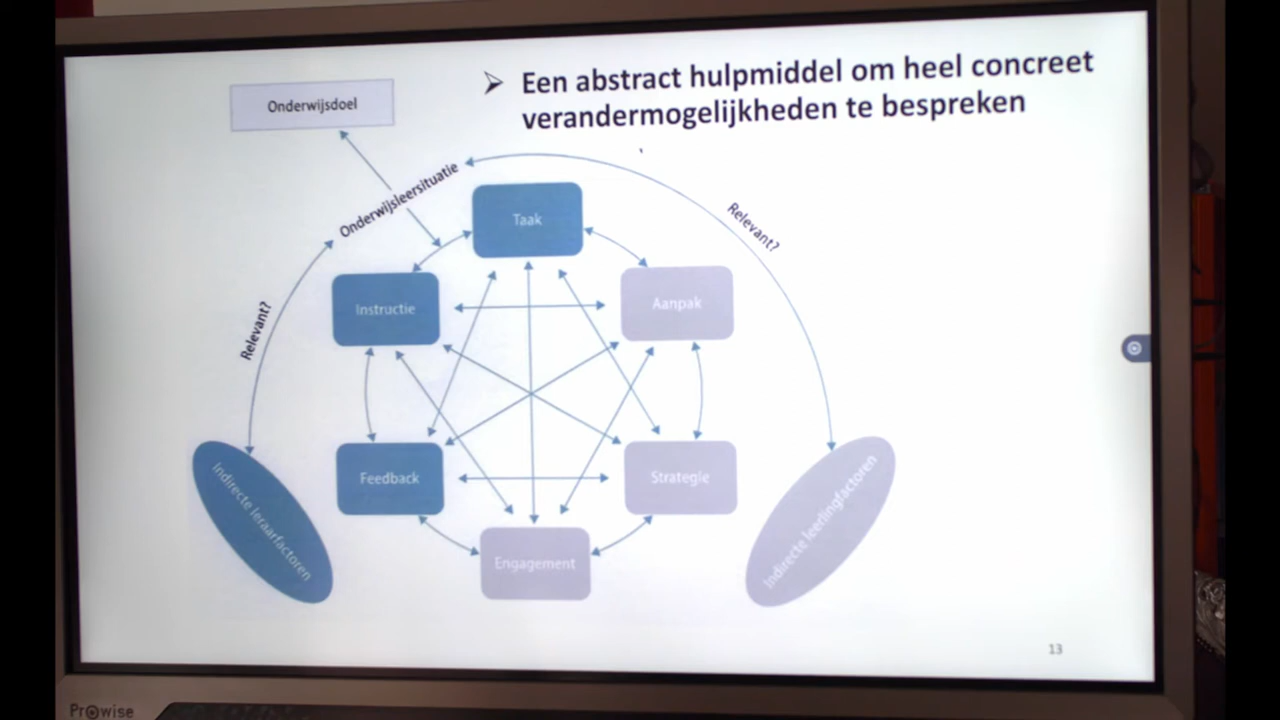 Een abstract hulpmiddel om heel concreet
verandermogelijkheden te bespreken
Onderwijsdoel
Onderwijsleersituatie
Relevant?
Relevant?
Taak
Instructie
Aanpak
Feedback
Strategie
Engagement
Indirecte leraarfactoren
Indirecte leerlingfactoren
13
Prowise